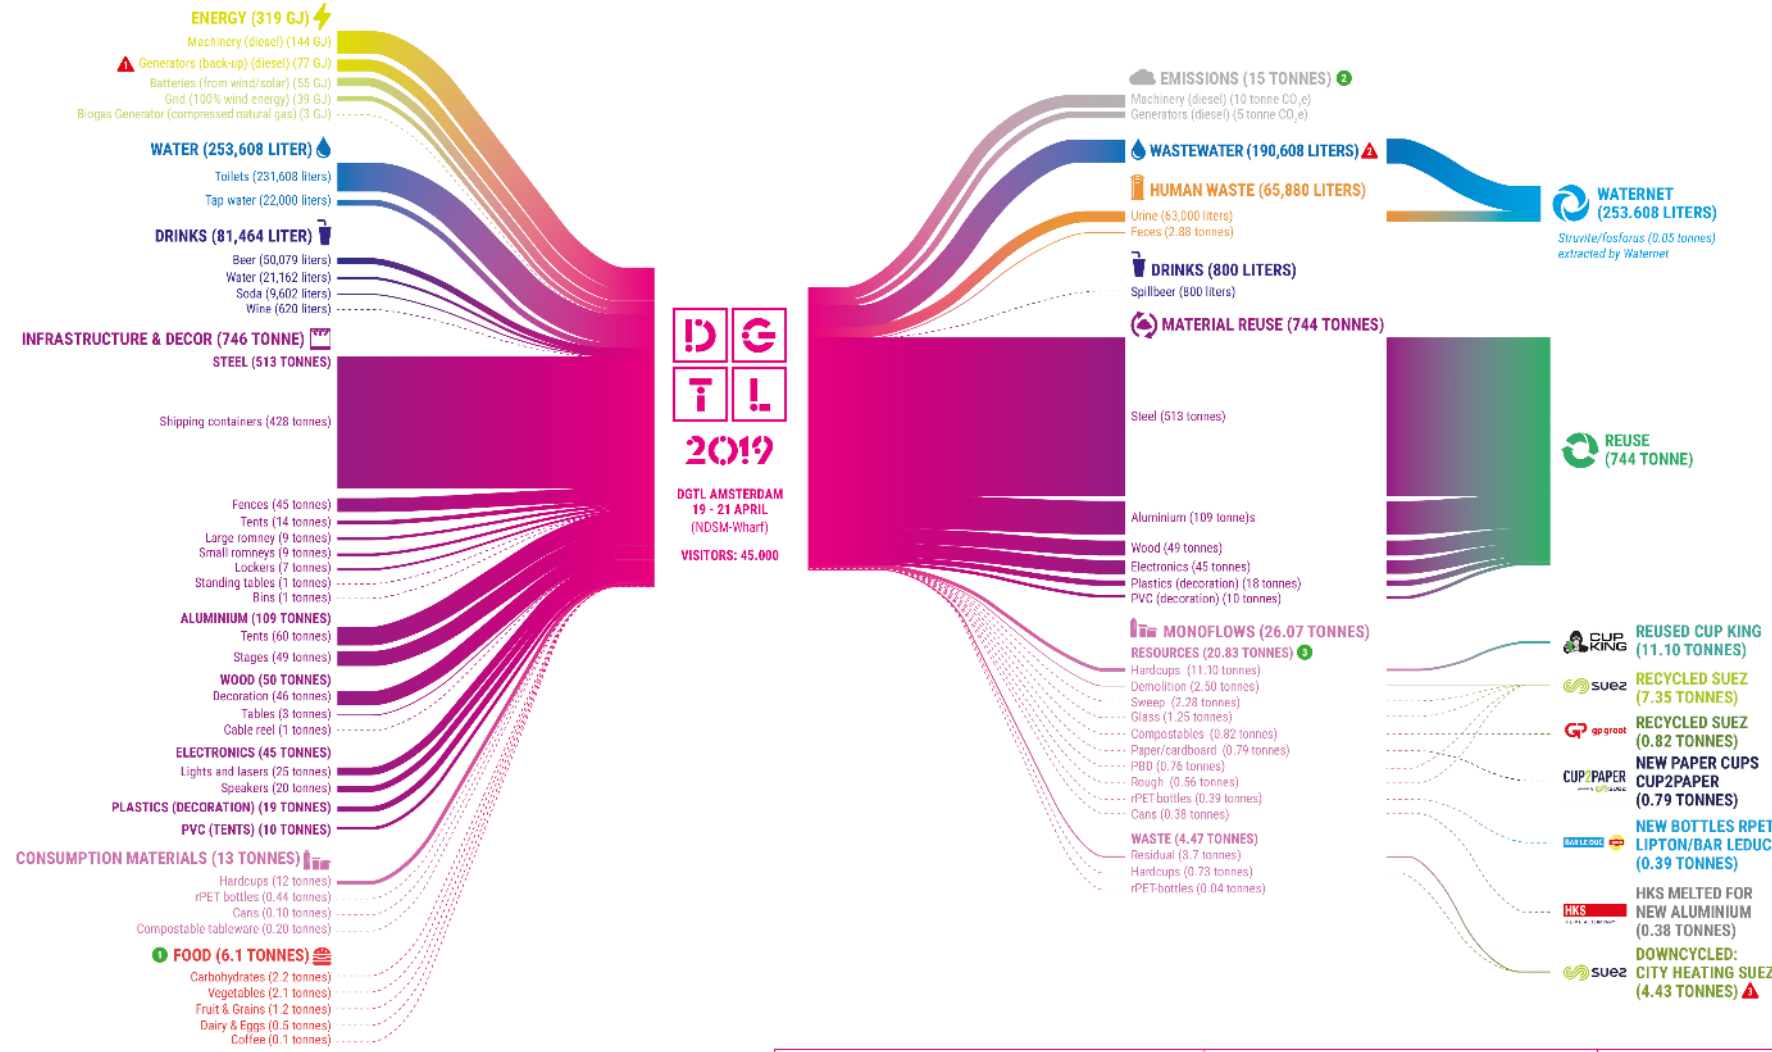 ENERGY (319 GJ)
Machinery (diesel) (144 GJ)
1 Generators (back-up) (diesel) (77 GJ)
Batteries (from wind/solar) (55 GJ)
Grid (100% wind energy) (39 GJ)
Biogas Generator (compressed natural gas) (3 GJ)
WATER (253,608 LITER)
Toilets (231,608 liters)
Tap water (22,000 liters)
DRINKS (81,464 LITER)
Beer (50,079 liters)
Water (21,162 liters)
Soda (9,602 liters)
Wine (620 liters)
INFRASTRUCTURE & DECOR (746 TONNE)
STEEL (513 TONNES)
Shipping containers (428 tonnes)
Fences (45 tonnes)
Tents (14 tonnes)
Large romney (9 tonnes)
Small romneys (9 tonnes)
Lockers (7 tonnes)
Standing tables (1 tonnes)
Bins (1 tonnes)
ALUMINIUM (109 TONNES)
Tents (60 tonnes)
Stages (49 tonnes)
WOOD (50 TONNES)
Decoration (46 tonnes)
Tables (3 tonnes)
Cable reel (1 tonnes)
ELECTRONICS (45 TONNES)
Lights and lasers (25 tonnes)
Speakers (20 tonnes)
PLASTICS (DECORATION) (19 TONNES)
PVC (TENTS) (10 TONNES)
CONSUMPTION MATERIALS (13 TONNES)
Hardcups (12 tonnes)
rPET bottles (0.44 tonnes)
Cans (0.10 tonnes)
Compostable tableware (0.20 tonnes)
1 FOOD (6.1 TONNES)
Carbohydrates (2.2 tonnes)
Vegetables (2.1 tonnes)
Fruit & Grains (1.2 tonnes)
Dairy & Eggs (0.5 tonnes)
Coffee (0.1 tonnes)
DG
TL
2019
DGTL AMSTERDAM
19 - 21 APRIL
(NDSM-Wharf)
VISITORS: 45.000
EMISSIONS (15 TONNES) 2
Machinery (diesel) (10 tonne CO₂e)
Generators (diesel) (5 tonne CO₂e)
WASTEWATER (190,608 LITERS) 2
HUMAN WASTE (65,880 LITERS)
Urine (63,000 liters)
Feces (2.88 tonnes)
DRINKS (800 LITERS)
Spillbeer (800 liters)
MATERIAL REUSE (744 TONNES)
Steel (513 tonnes)
Aluminium (109 tonne)s
Wood (49 tonnes)
Electronics (45 tonnes)
Plastics (decoration) (18 tonnes)
PVC (decoration) (10 tonnes)
MONOFLOWS (26.07 TONNES)
RESOURCES (20.83 TONNES) 3
Hardcups (11.10 tonnes)
Demolition (2.50 tonnes)
Sweep (2.28 tonnes)
Glass (1.25 tonnes)
Compostables (0.82 tonnes)
Paper/cardboard (0.79 tonnes)
PBD (0.76 tonnes)
Rough (0.56 tonnes)
rPET-bottles (0.39 tonnes)
Cans (0.38 tonnes)
WASTE (4.47 TONNES)
Residual (3.7 tonnes)
Hardcups (0.73 tonnes)
rPET-bottles (0.04 tonnes)
WATERNET
(253.608 LITERS)
Struvite/fosforus (0.05 tonnes)
extracted by Waternet
REUSE
(744 TONNE)
CUP KING
REUSED CUP KING
(11.10 TONNES)
suez
RECYCLED SUEZ
(7.35 TONNES)
GP gp groot
RECYCLED SUEZ
(0.82 TONNES)
CUP2PAPER
suez
NEW PAPER CUPS
CUP2PAPER
(0.79 TONNES)
BAR LE DUC
NEW BOTTLES RPET
LIPTON/BAR LEDUC
(0.39 TONNES)
HKS
HKS MELTED FOR
NEW ALUMINIUM
(0.38 TONNES)
suez
DOWNCYCLED:
CITY HEATING SUEZ
(4.43 TONNES) 3